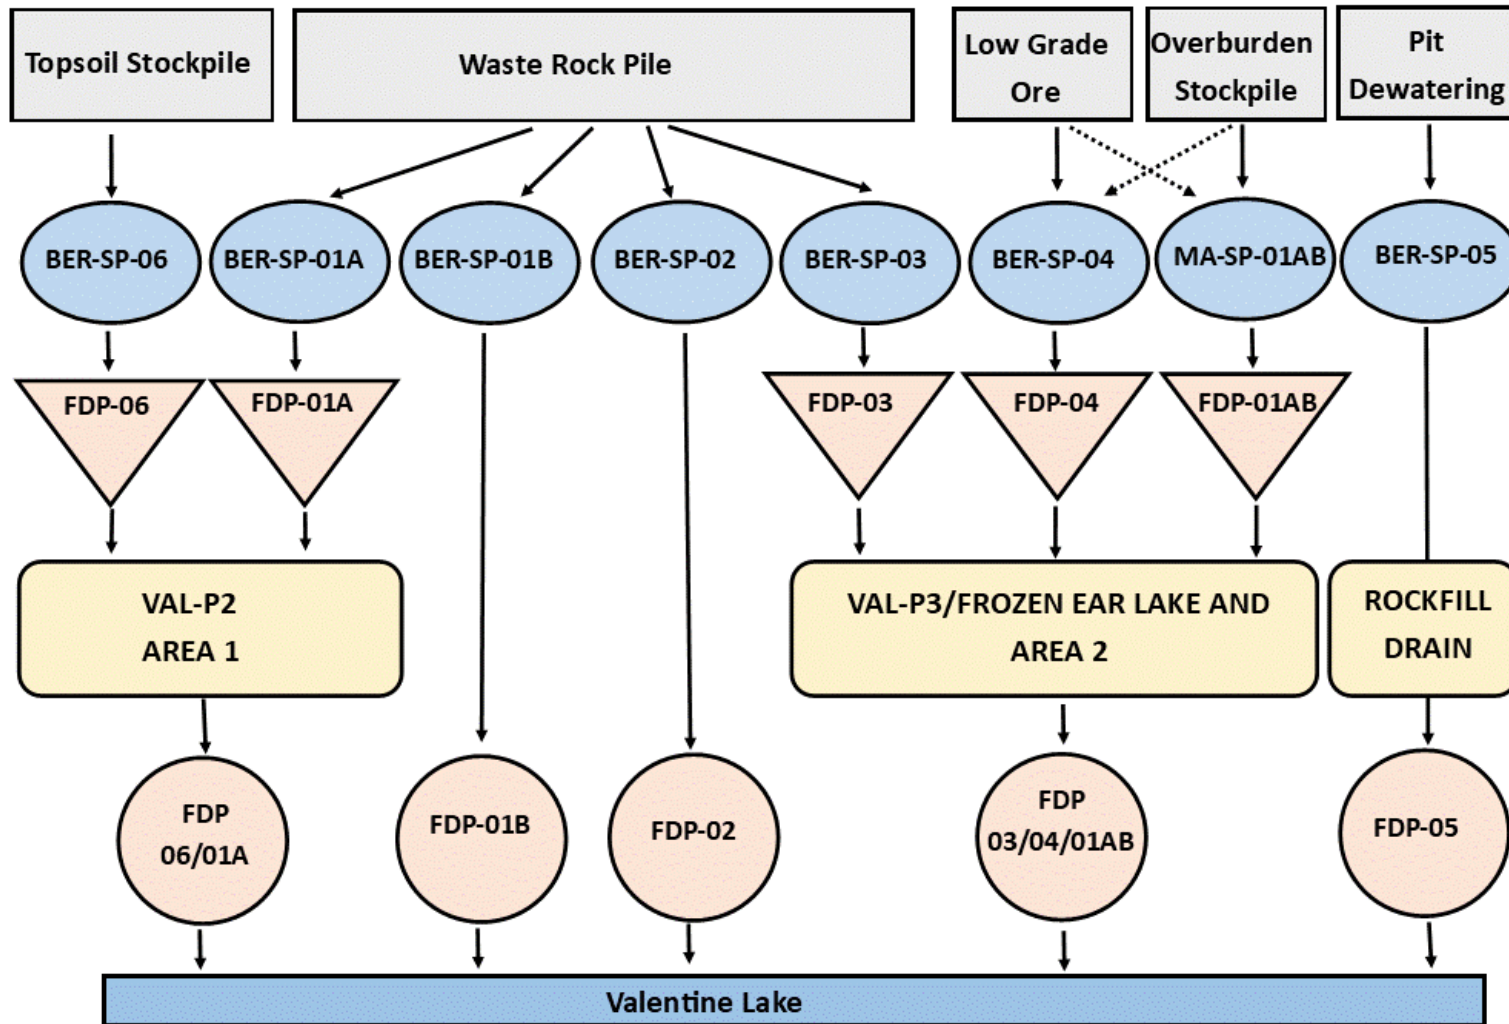 Topsoil Stockpile
Waste Rock Pile
Low Grade
Ore
Overburden
Stockpile
Pit
Dewatering
BER-SP-06
BER-SP-01A
BER-SP-01B
BER-SP-02
BER-SP-03
BER-SP-04
MA-SP-01AB
BER-SP-05
FDP-06
FDP-01A
FDP-03
FDP-04
FDP-01AB
VAL-P2
AREA 1
VAL-P3/FROZEN EAR LAKE AND
AREA 2
ROCKFILL
DRAIN
FDP
06/01A
FDP-01B
FDP-02
FDP
03/04/01AB
FDP-05
Valentine Lake